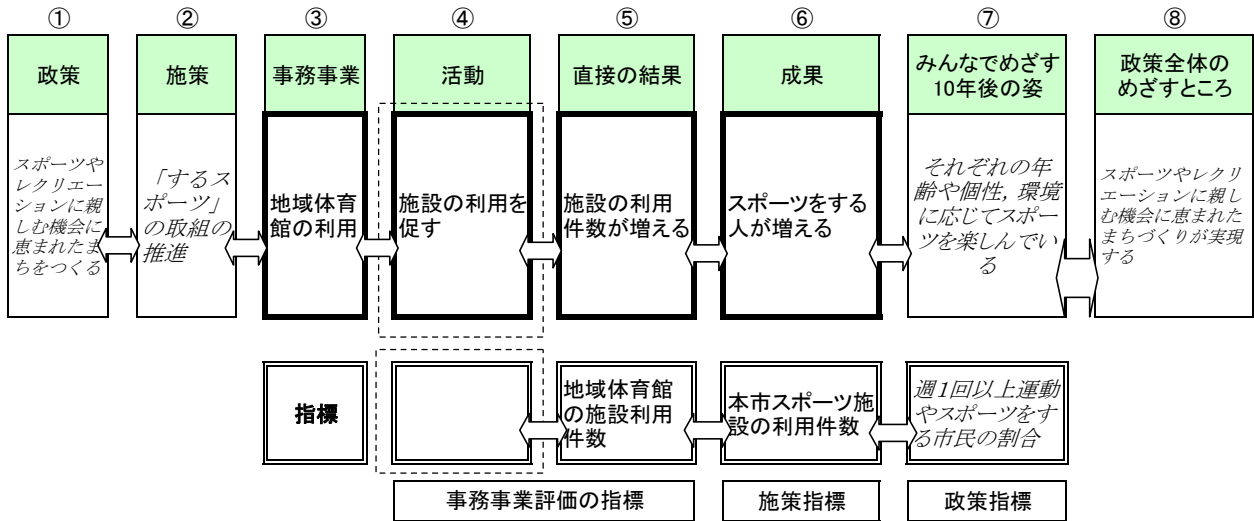 ①
②
③
④
⑤
⑥
⑦
⑧
政策
施策
事務事業
活動
直接の結果
成果
みんなでめざす
10年後の姿
政策全体の
めざすところ
スポーツや
レクリエー
ションに親
しむ機会に
恵まれたま
ちをつくる
「するス
ポーツ」
の取組の
推進
地域体育
館の利用
施設の利用を
促す
施設の利用
件数が増える
スポーツをする
人が増える
それぞれの年
齢や個性，環境
に応じてスポー
ツを楽しんでい
る
スポーツやレクリ
エーションに親し
む機会に恵まれた
まちづくりが実現
する
指標
地域体育館
の施設利用
件数
本市スポーツ施
設の利用件数
週1回以上運動
やスポーツをす
る市民の割合
事務事業評価の指標
施策指標
政策指標